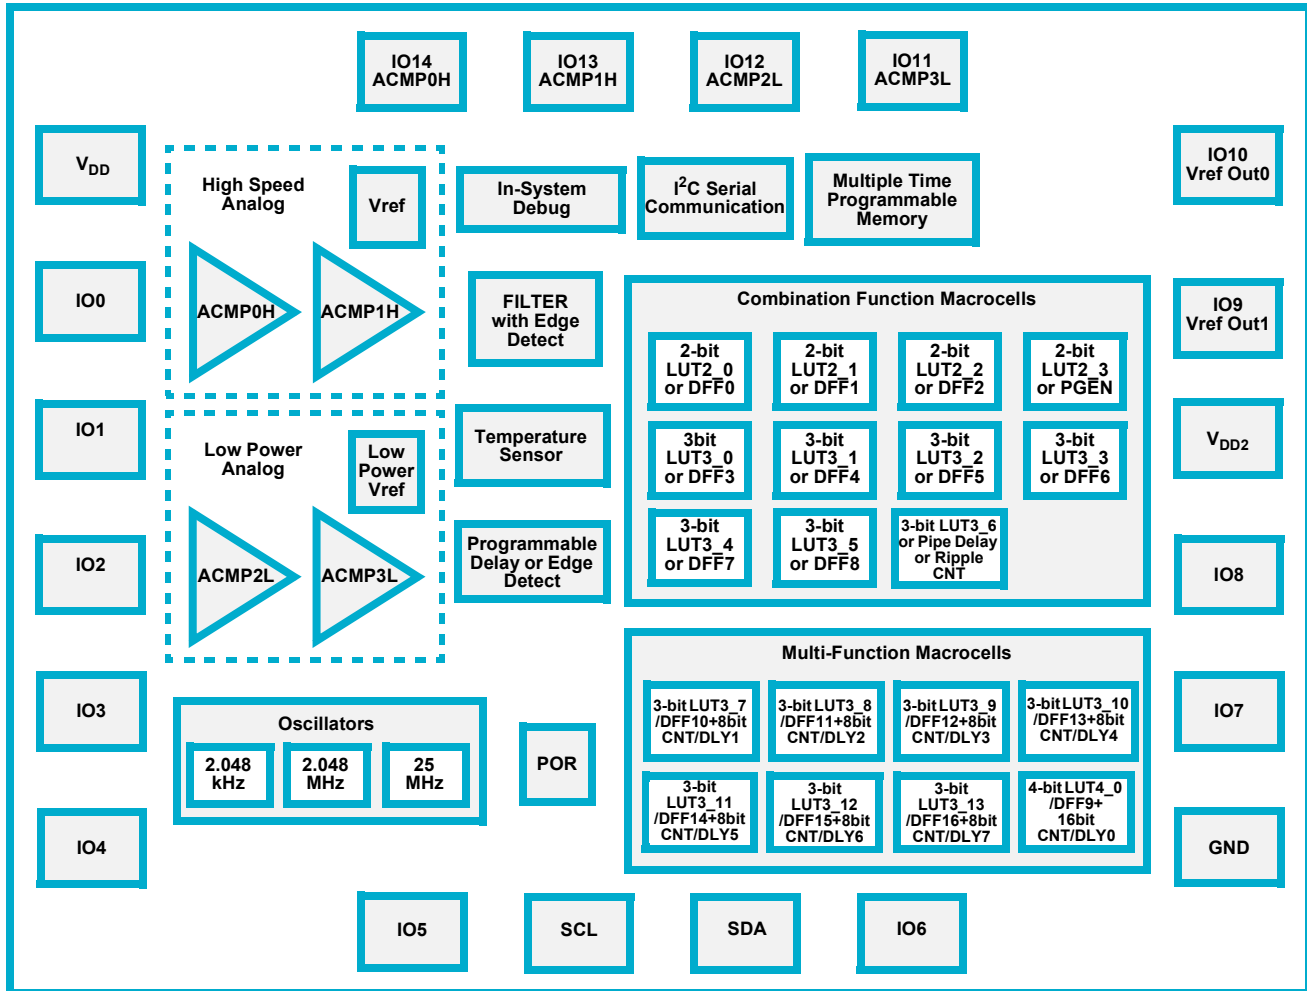 IO14
ACMP0H
IO13
ACMP1H
IO12
ACMP2L
IO11
ACMP3L
VDD
IO0
IO1
IO2
IO3
IO4
High Speed
Analog
Vref
ACMP0H
ACMP1H
Low Power
Analog
Low
Power
Vref
ACMP2L
ACMP3L
In-System
Debug
I²C Serial
Communication
Multiple Time
Programmable
Memory
FILTER
with Edge
Detect
Temperature
Sensor
Programmable
Delay or Edge
Detect
Combination Function Macrocells
2-bit
LUT2_0
or DFF0
2-bit
LUT2_1
or DFF1
2-bit
LUT2_2
or DFF2
2-bit
LUT2_3
or PGEN
3bit
LUT3_0
or DFF3
3-bit
LUT3_1
or DFF4
3-bit
LUT3_2
or DFF5
3-bit
LUT3_3
or DFF6
3-bit
LUT3_4
or DFF7
3-bit
LUT3_5
or DFF8
3-bit LUT3_6
or Pipe Delay
or Ripple
CNT
Multi-Function Macrocells
3-bit LUT3_7
/DFF10+8bit
CNT/DLY1
3-bit LUT3_8
/DFF11+8bit
CNT/DLY2
3-bit LUT3_9
/DFF12+8bit
CNT/DLY3
3-bit LUT3_10
/DFF13+8bit
CNT/DLY4
3-bit
LUT3_11
/DFF14+8bit
CNT/DLY5
3-bit
LUT3_12
/DFF15+8bit
CNT/DLY6
3-bit
LUT3_13
/DFF16+8bit
CNT/DLY7
4-bit LUT4_0
/DFF9+
16bit
CNT/DLY0
Oscillators
2.048
kHz
2.048
MHz
25
MHz
POR
IO10
Vref Out0
IO9
Vref Out1
VDD2
IO8
IO7
GND
IO5
SCL
SDA
IO6